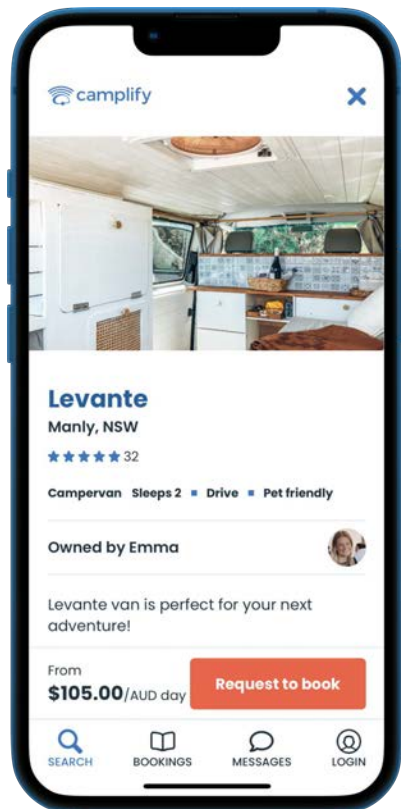 camplify
Levante
Manly, NSW
32
Campervan Sleeps 2 ▪ Drive ▪ Pet friendly
Owned by Emma
Levante van is perfect for your next
adventure!
From
$105.00/AUD day
Request to book
SEARCH BOOKINGS MESSAGES LOGIN